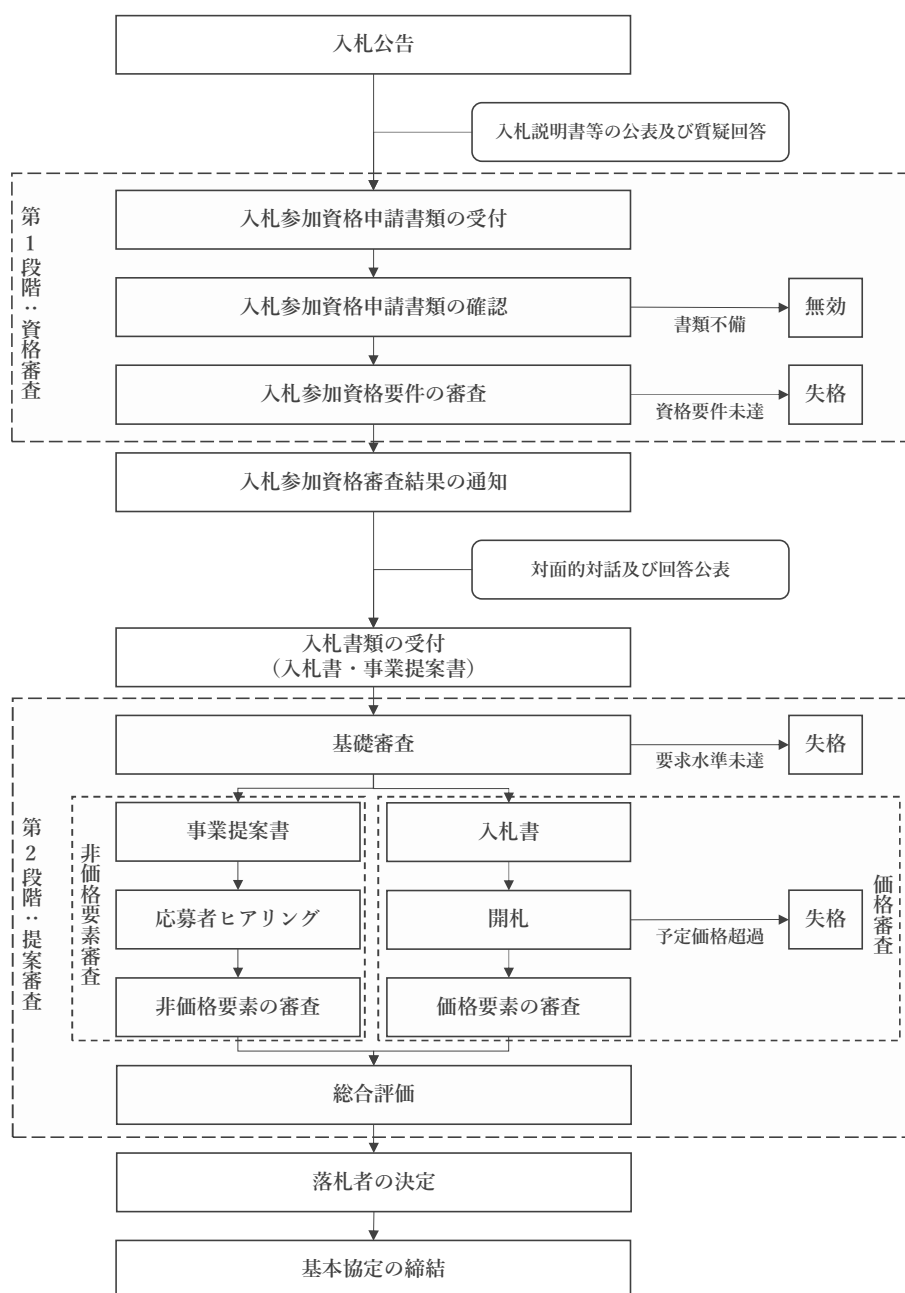 入札公告
入札説明書等の公表及び質疑回答
第1段階：資格審査
入札参加資格申請書類の受付
入札参加資格申請書類の確認
書類不備
無効
入札参加資格要件の審査
資格要件未達
失格
入札参加資格審査結果の通知
対面的対話及び回答公表
入札書類の受付
（入札書・事業提案書）
第2段階：提案審査
基礎審査
要求水準未達
失格
非価格要素審査
事業提案書
応募者ヒアリング
非価格要素の審査
価格審査
入札書
開札
予定価格超過
失格
価格要素の審査
総合評価
落札者の決定
基本協定の締結